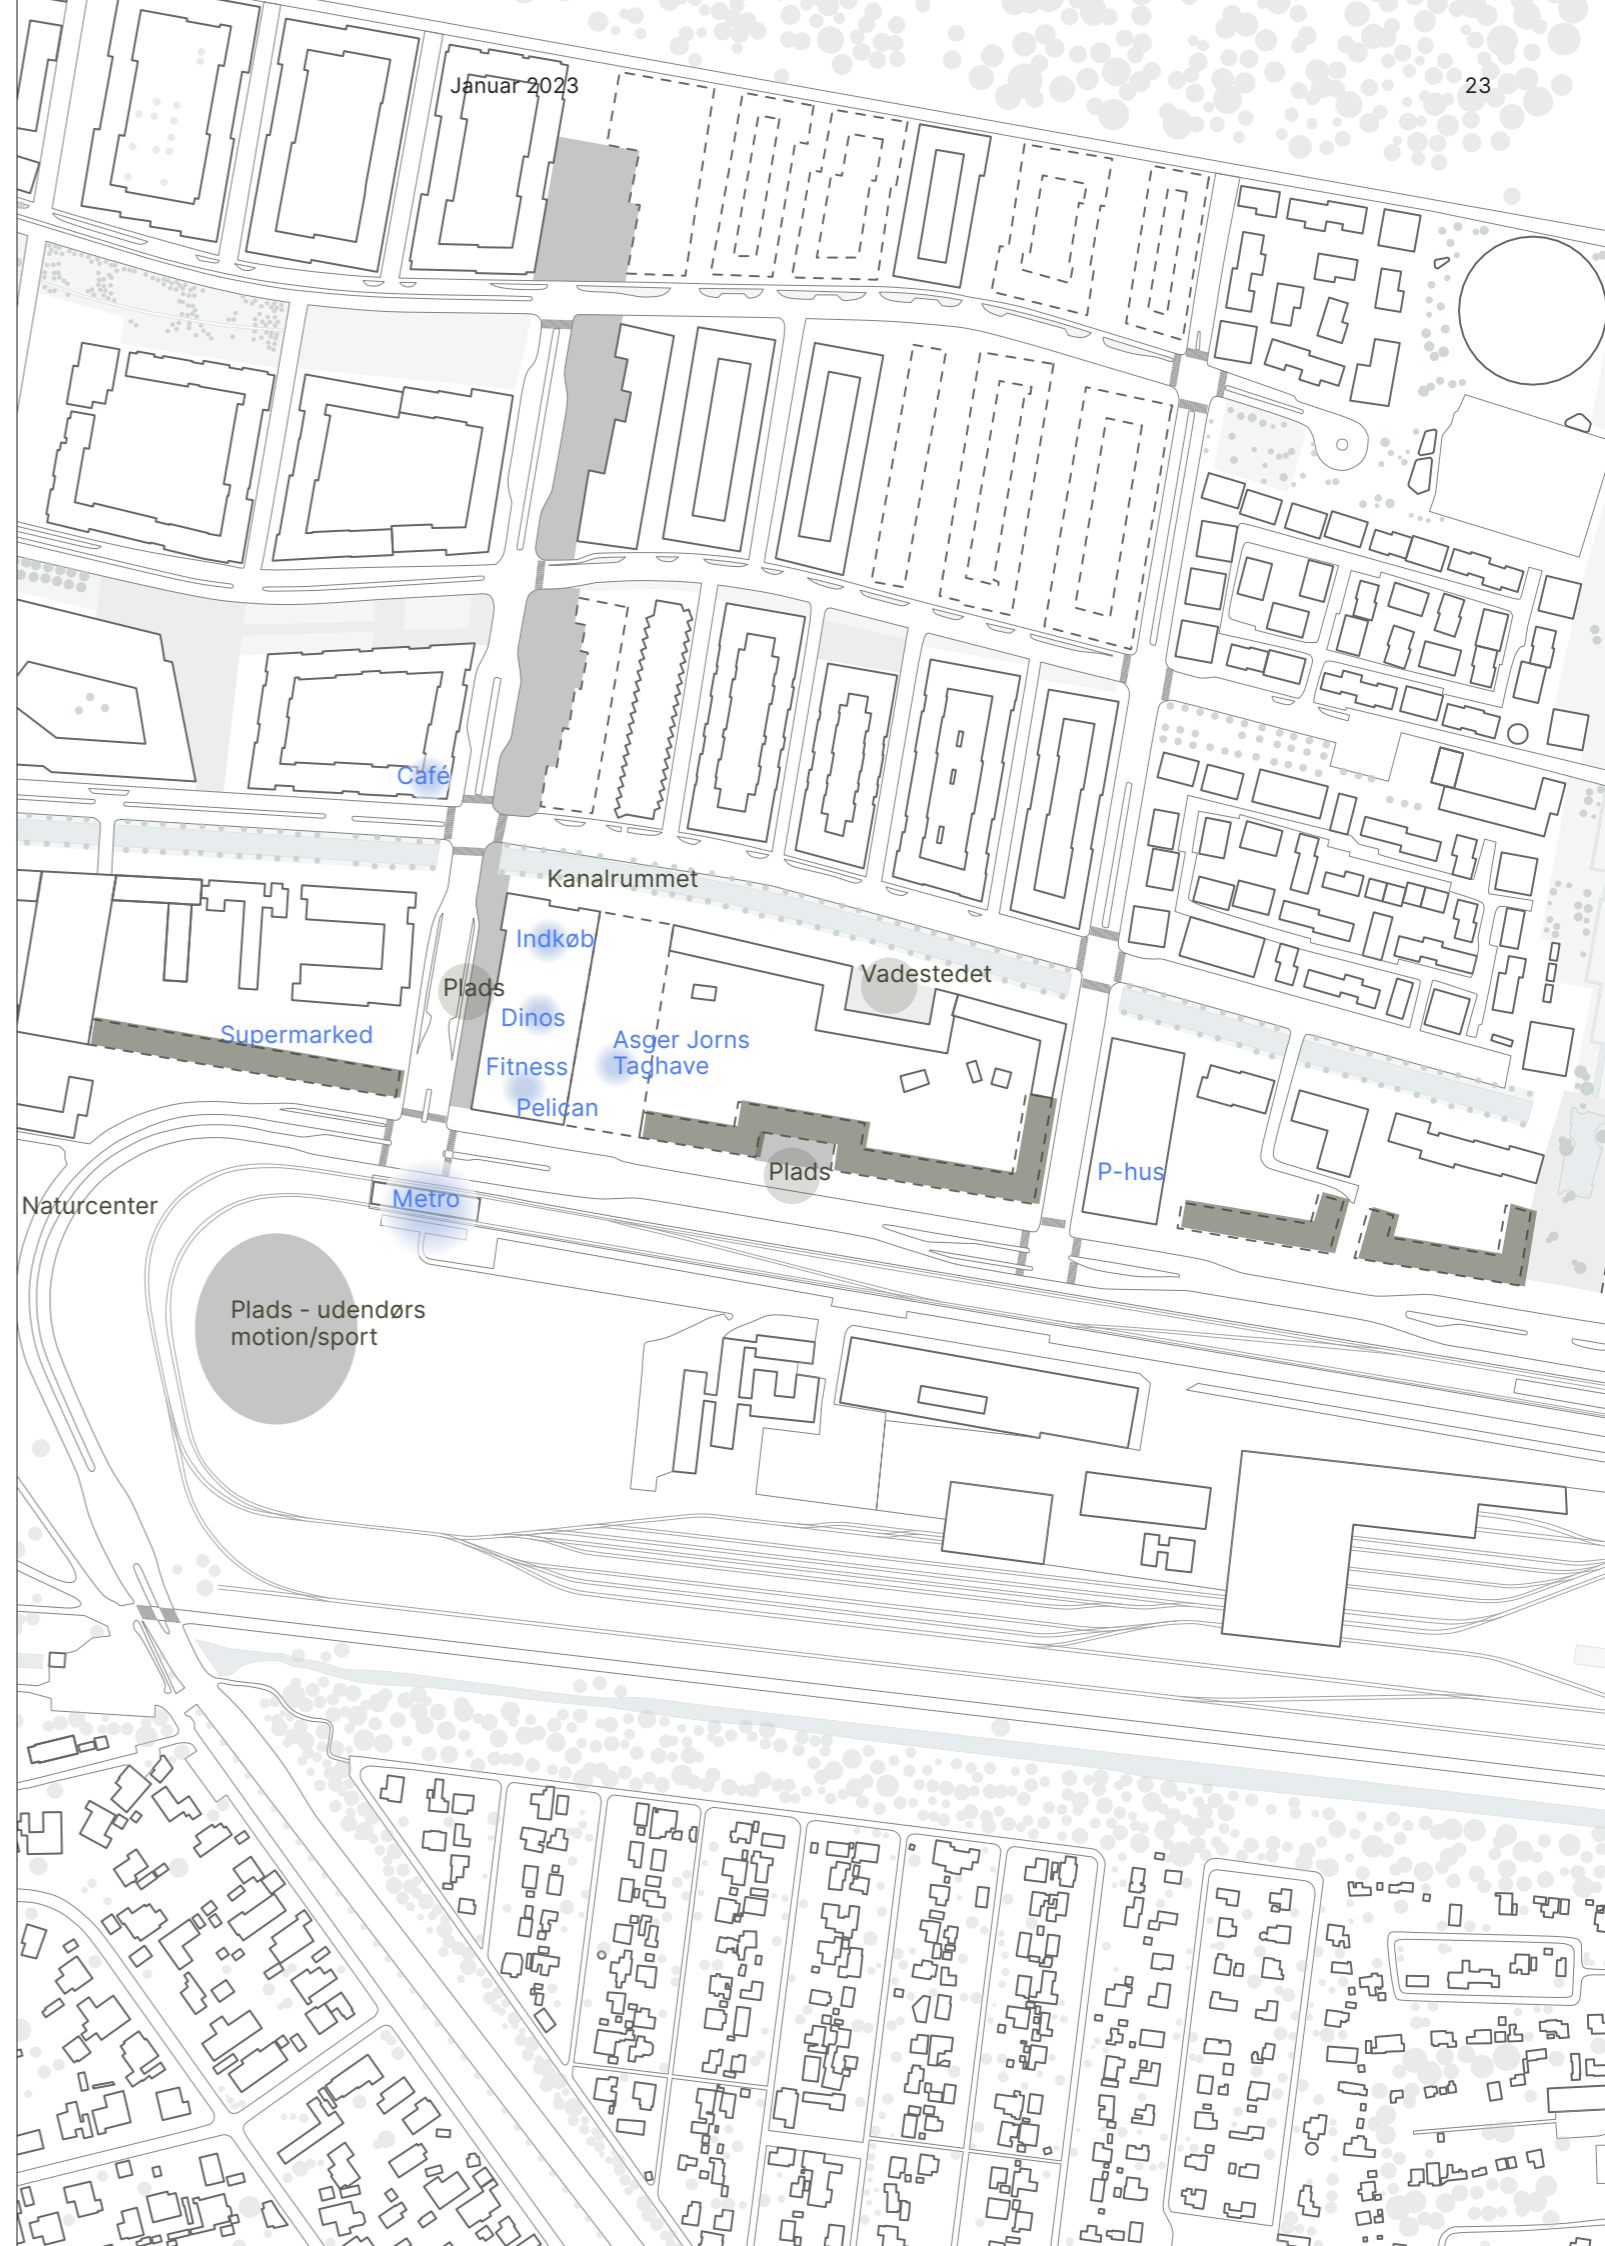 Januar 2023
23
Café
Kanalrummet
Indkøb
Vadestedet
Plads
Dinos
Supermarked
Asger Jorns
Taghave
Fitness
Pelican
Plads
P-hus
Metro
Naturcenter
Plads - udendørs
motion/sport